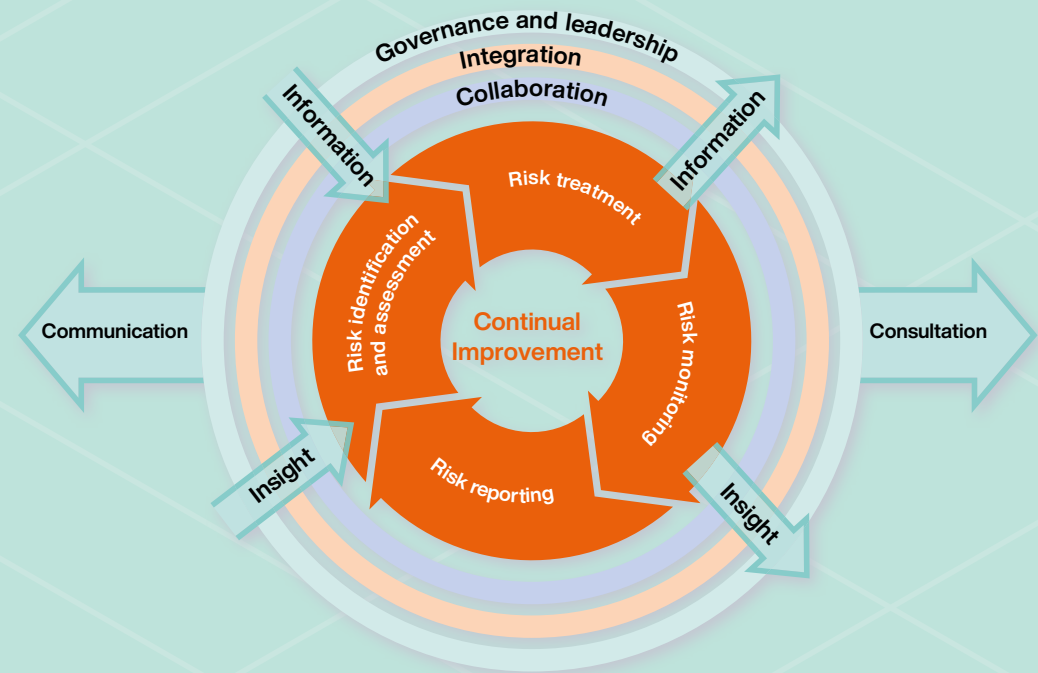 Governance and leadership
Integration
Collaboration
Information
Information
Risk treatment
Risk identification
and assessment
Continual
Improvement
Risk monitoring
Communication
Consultation
Insight
Risk reporting
Insight